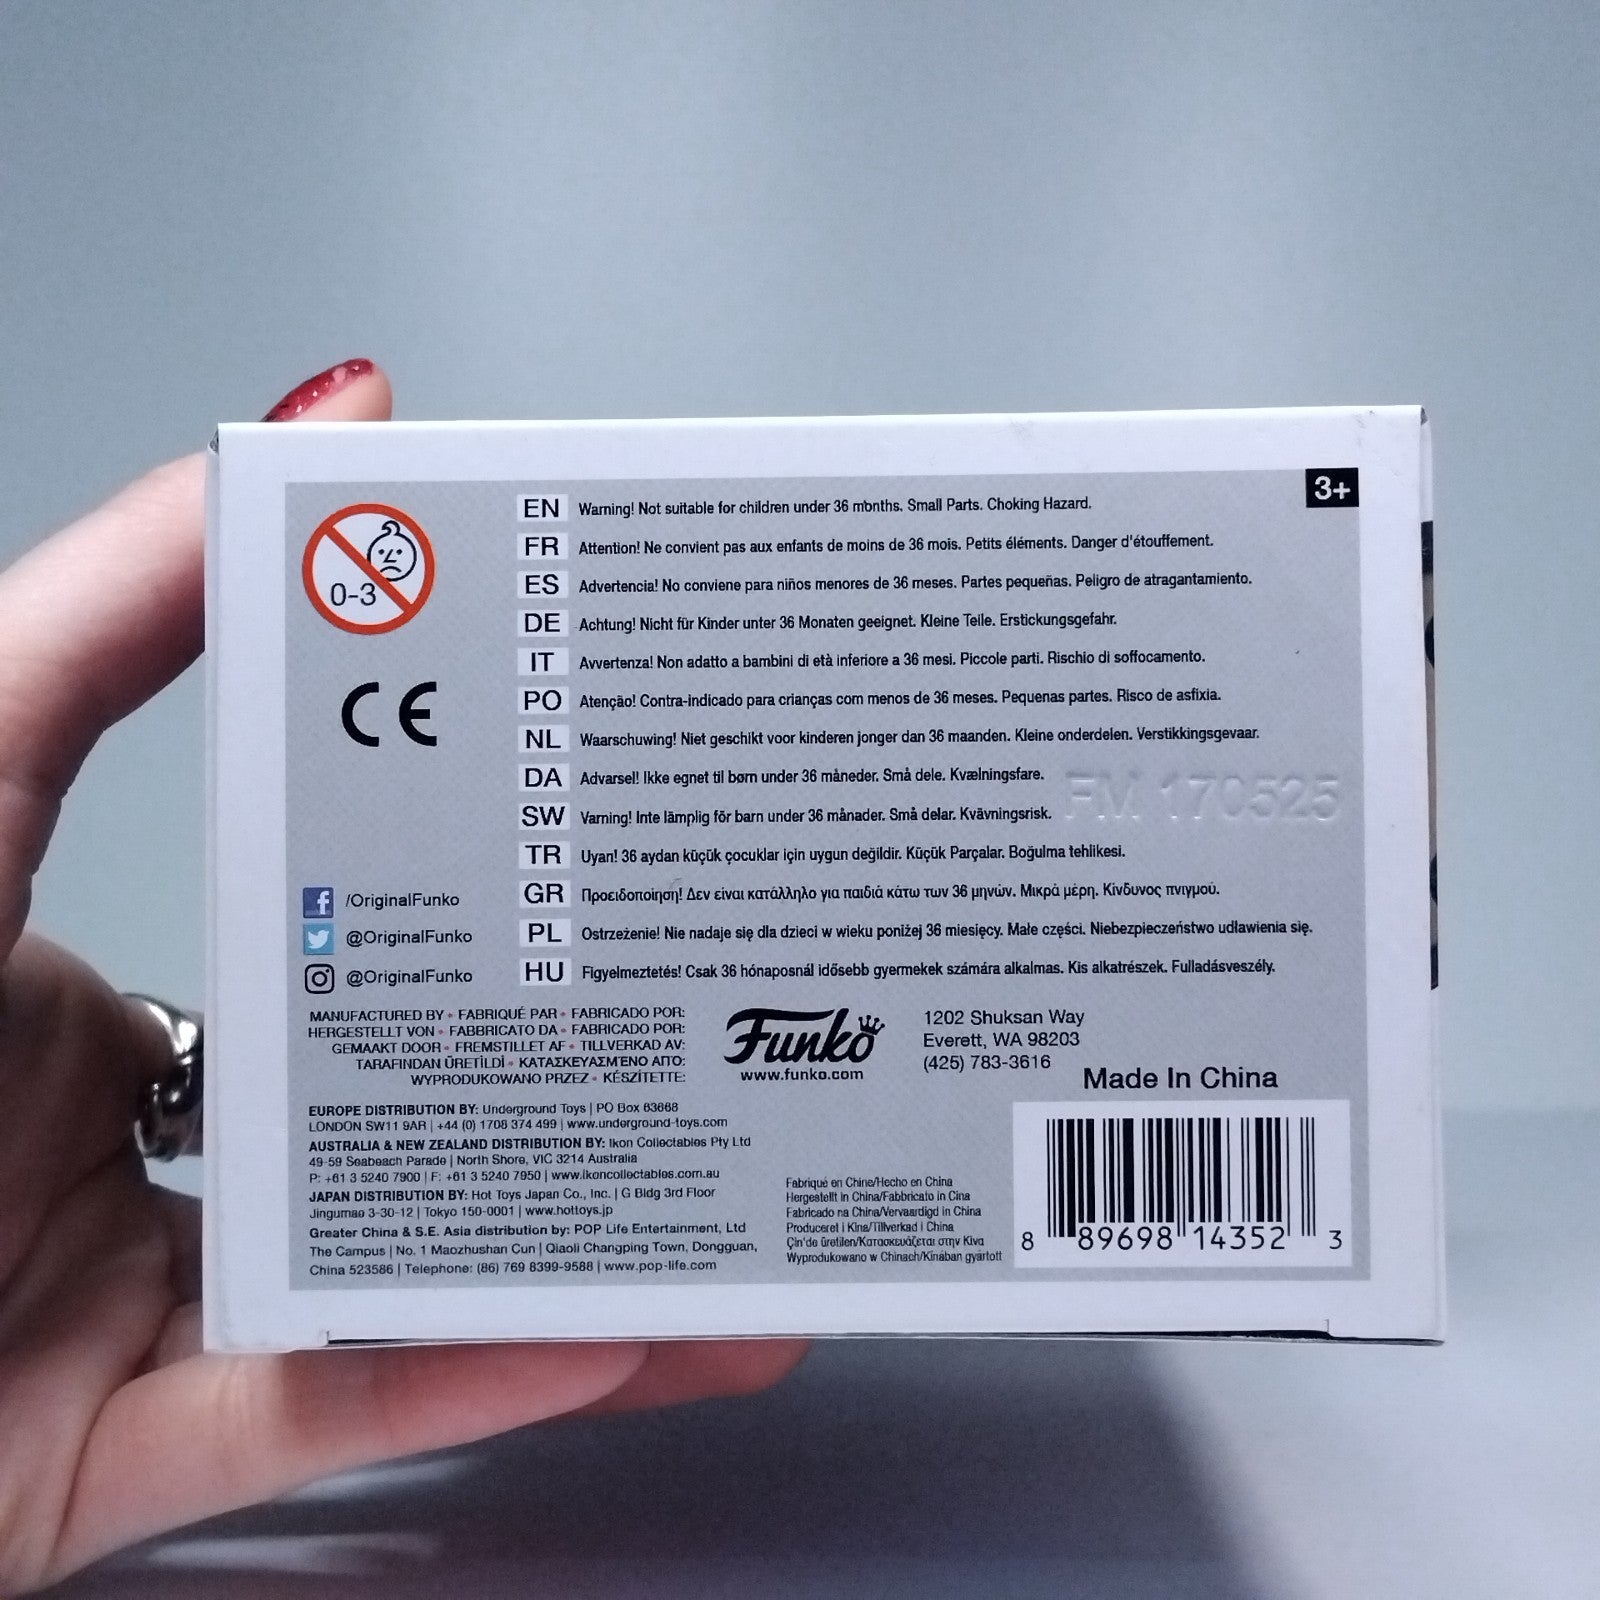 3+
0-3
CE
EN Warning! Not suitable for children under 36 months. Small Parts. Choking Hazard.
FR Attention! Ne convient pas aux enfants de moins de 36 mois. Petits éléments. Danger d'étouffement.
ES Advertencia! No conviene para niños menores de 36 meses. Partes pequeñas. Peligro de atragantamiento.
DE Achtung! Nicht für Kinder unter 36 Monaten geeignet. Kleine Teile. Erstickungsgefahr.
IT Avvertenza! Non adatto a bambini di età inferiore a 36 mesi. Piccole parti. Rischio di soffocamento.
PO Atenção! Contra-indicado para crianças com menos de 36 meses. Pequenas partes. Risco de asfixia.
NL Waarschuwing! Niet geschikt voor kinderen jonger dan 36 maanden. Kleine onderdelen. Verstikkingsgevaar.
DA Advarsel! Ikke egnet til børn under 36 måneder. Små dele. Kvælningsfare.
SW Varning! Inte lämplig för barn under 36 månader. Små delar. Kvävningsrisk.
FM 170525
TR Uyarı! 36 aydan küçük çocuklar için uygun değildir. Küçük Parçalar. Boğulma tehlikesi.
GR Προειδοποίηση! Δεν είναι κατάλληλο για παιδιά κάτω των 36 μηνών. Μικρά μέρη. Κίνδυνος πνιγμού.
PL Ostrzeżenie! Nie nadaje się dla dzieci w wieku poniżej 36 miesięcy. Małe części. Niebezpieczeństwo udławienia się.
HU Figyelmeztetés! Csak 36 hónaposnál idősebb gyermekek számára alkalmas. Kis alkatrészek. Fulladásveszély.
/OriginalFunko
@OriginalFunko
@OriginalFunko
MANUFACTURED BY • FABRIQUÉ PAR • FABRICADO POR:
HERGESTELLT VON • FABBRICATO DA • FABRICADO POR:
GEMAAKT DOOR • FREMSTILLET AF • TILLVERKAD AV:
TARAFINDAN ÜRETİLDİ • ΚΑΤΑΣΚΕΥΑΣΜΈΝΟ ΑΠΌ:
WYPRODUKOWANO PRZEZ • KÉSZÍTETTE:
Funko
www.funko.com
1202 Shuksan Way
Everett, WA 98203
(425) 783-3616
Made In China
EUROPE DISTRIBUTION BY: Underground Toys | PO Box 63668
LONDON SW11 9AR | +44 (0) 1708 374 499 | www.underground-toys.com
AUSTRALIA & NEW ZEALAND DISTRIBUTION BY: Ikon Collectables Pty Ltd
49-59 Seabeach Parade | North Shore, VIC 3214 Australia
P: +61 3 5240 7900 | F: +61 3 5240 7950 | www.ikoncollectables.com.au
JAPAN DISTRIBUTION BY: Hot Toys Japan Co., Inc. | G Bldg 3rd Floor
Jingumae 3-30-12 | Tokyo 150-0001 | www.hottoys.jp
Greater China & S.E. Asia distribution by: POP Life Entertainment, Ltd
The Campus | No. 1 Maozhushan Cun | Qiaoli Changping Town, Dongguan,
China 523586 | Telephone: (86) 769 8399-9588 | www.pop-life.com
Fabriqué en Chine/Hecho en China
Hergestellt in China/Fabbricato in Cina
Fabricado na China/Vervaardigd in China
Produceret i Kina/Tillverkad i China
Çin'de üretilen/Κατασκευάζεται στην Κίνα
Wyprodukowano w Chinach/Kínában gyártott
8 89698 14352 3